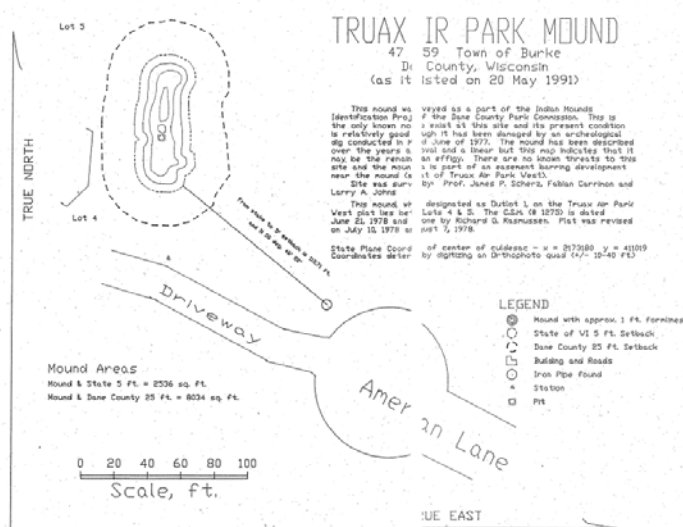 Lot 5
TRUAX IR PARK MOUND
47 59 Town of Burke
County, Wisconsin
(as it isted on 20 May 1991)
This mound wa veyed as a part of the Indian Mounds
Identification Proj f the Dane County Park Commission. This is
the only known no exist at this site and its present condition
is relatively good ugh it has been damaged by an archeological
dig conducted in d June of 1977. The mound has been described
over the years a val and a linear but this map indicates that it
may be the remain an effigy. There are no known threats to this
site and the moun is part of an easement barring development
near the mound t of Truax Air Park West).
Site was surv by: Prof. James P. Scherz, Fabian and
Larry A. Johns
This mound, designated as Outlot 1, on the Truax Air Park
West plat lies be Lots 4 & 5. The C.S.M. (# 1275) is dated
June 21, 1978 and one by Richard G. Rasmussen. Plat was revised
on July 10, 1978 gust 7, 1978.
State Plane Coord of center of culdesac - x = 2173180 y = 411019
Coordinates deter by digitizing an Orthophoto quad (+/- 10-40 ft.)
TRUE NORTH
Lot 4
From stake to 5' setback is
Driveway
LEGEND
Mound with approx. 1 ft. formlines
State of WI 5 ft. Setback
Dane County 25 ft. Setback
Building and Roads
Iron Pipe found
Station
Pit
Mound Areas
Mound & State 5 ft. = 2536 sq. ft.
Mound & Dane County 25 ft. = 8034 sq. ft.
Amer an Lane
0 20 40 60 80 100
Scale, ft.
UE EAST